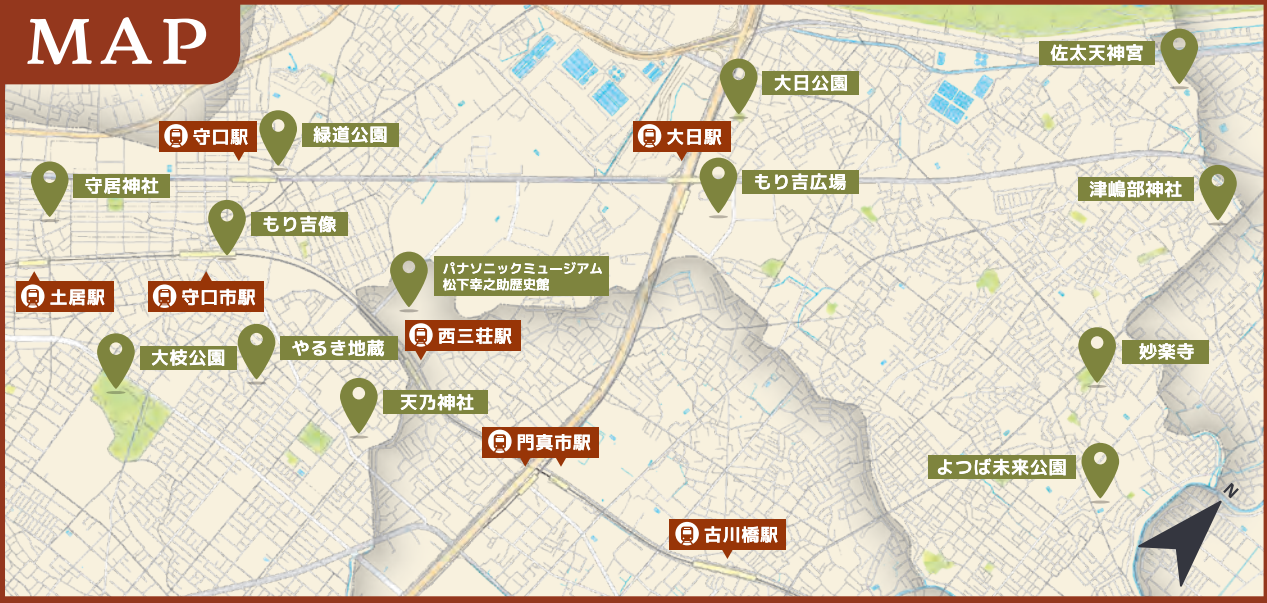 MAP
佐太天神宮
大日公園
守口駅
緑道公園
大日駅
守居神社
もり吉広場
津嶋部神社
もり吉像
パナソニックミュージアム
松下幸之助歴史館
土居駅
守口市駅
西三荘駅
大枝公園
やるき地蔵
妙楽寺
天乃神社
門真市駅
よつば未来公園
N
古川橋駅